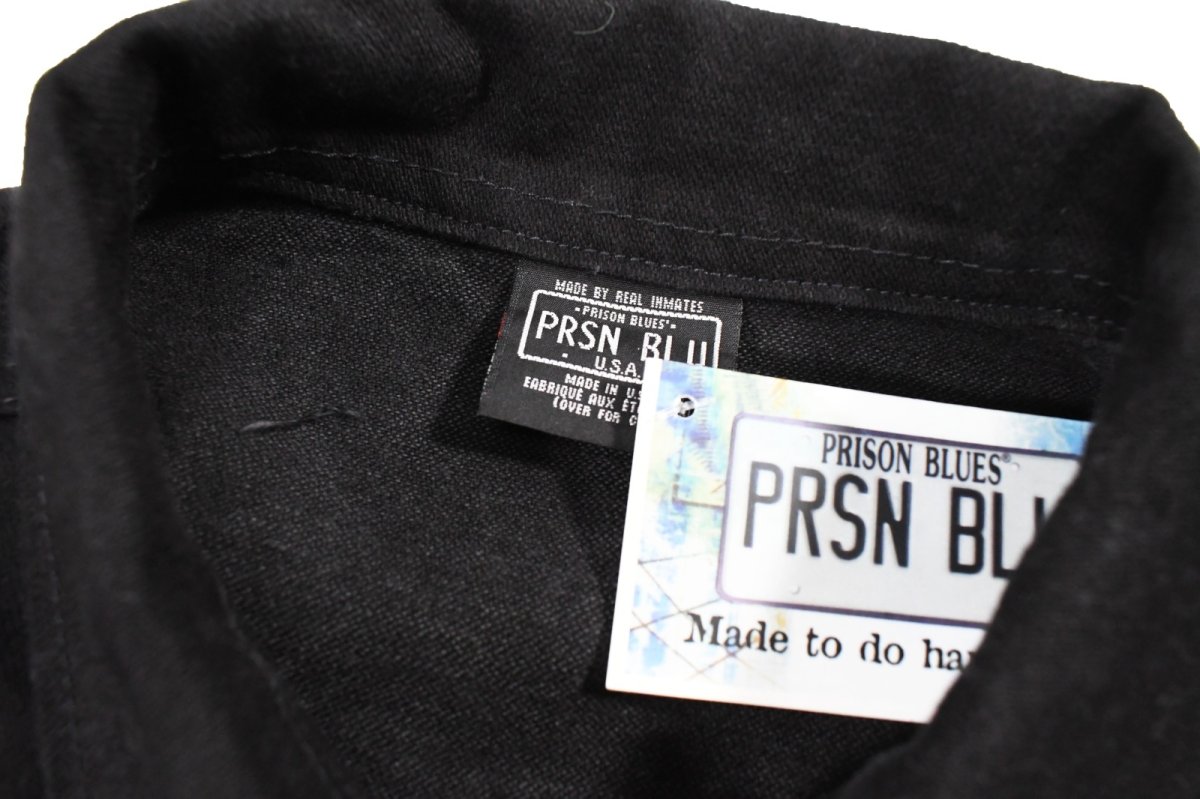 MADE BY REAL INMATES
-PRISON BLUES®-
PRSN BLU
U.S.A.
MADE IN U.S
FABRIQUÉ AUX ÉT
(OVER FOR C
PRISON BLUES®
PRSN BLU
Made to do ha